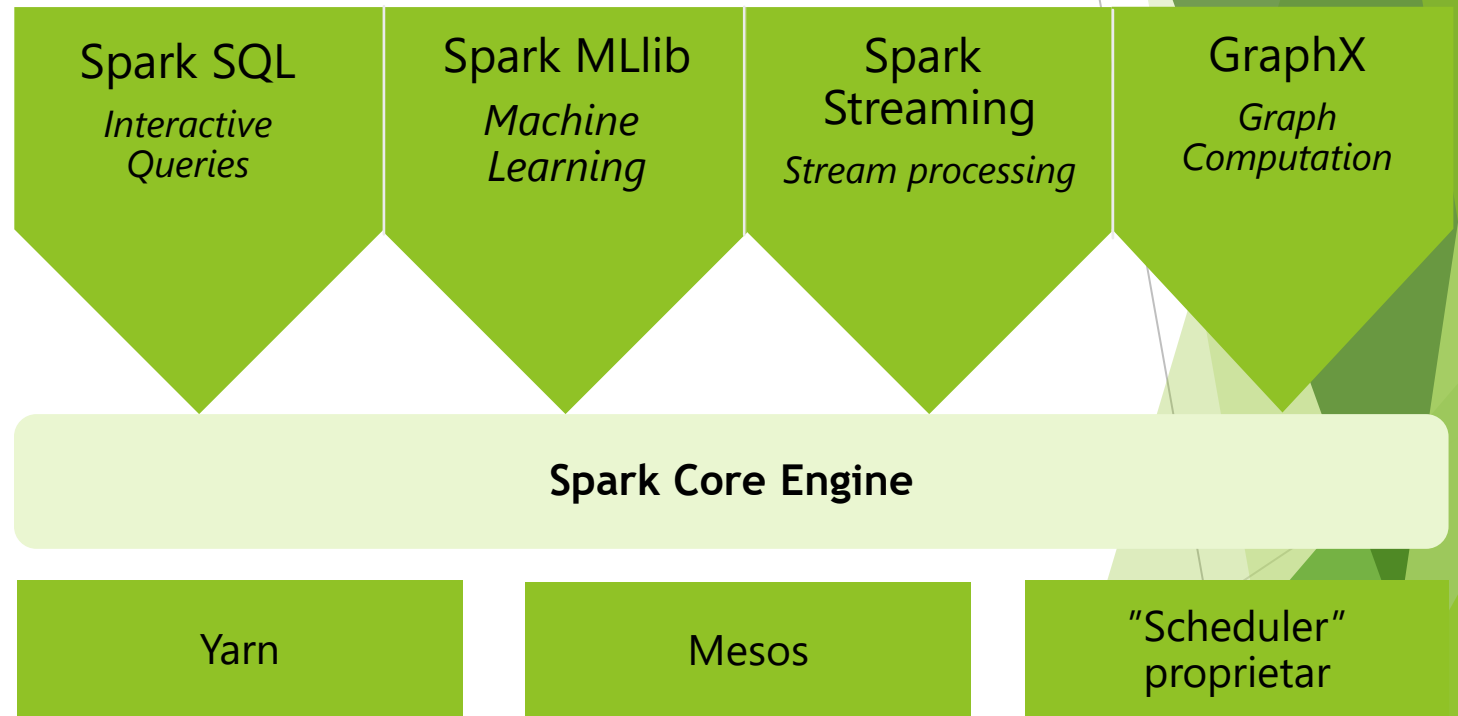 Spark SQL
Interactive
Queries
Spark MLlib
Machine
Learning
Spark
Streaming
Stream processing
GraphX
Graph
Computation
Spark Core Engine
Yarn
Mesos
”Scheduler”
proprietar